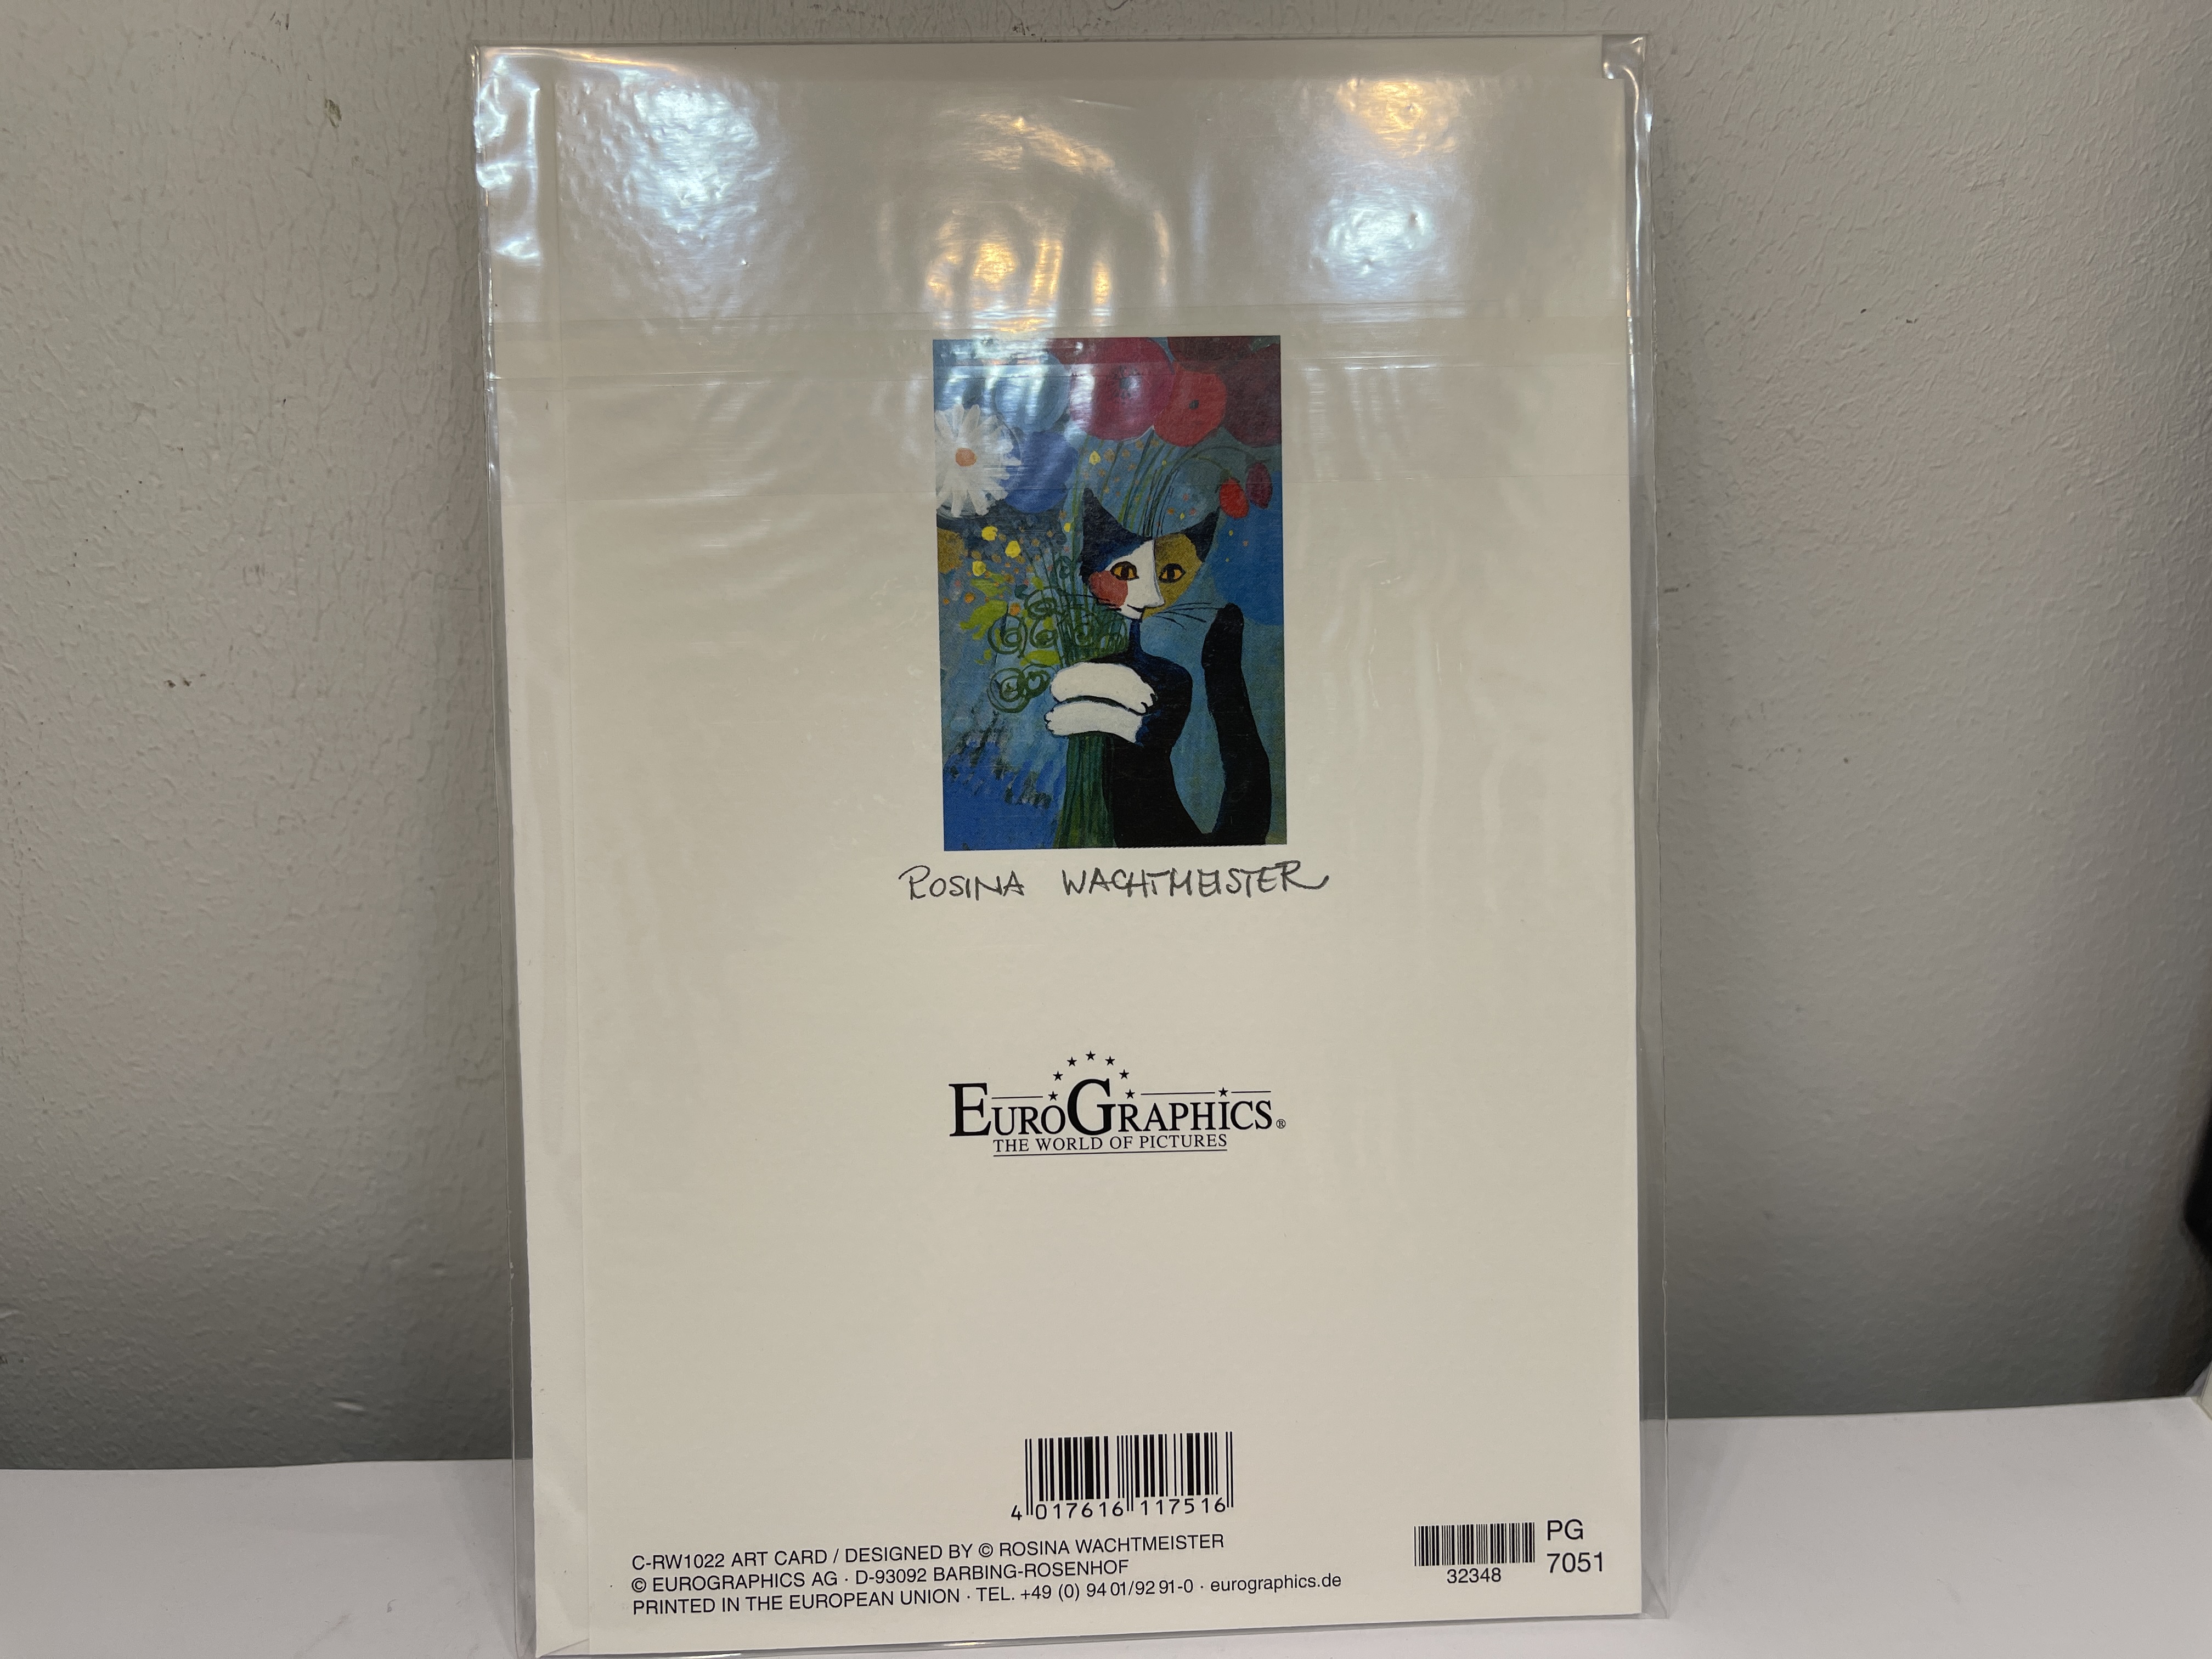 ROSINA WACHTMEISTER
EUROGRAPHICS®
THE WORLD OF PICTURES
4 017616 117516
C-RW1022 ART CARD / DESIGNED BY © ROSINA WACHTMEISTER
© EUROGRAPHICS AG · D-93092 BARBING-ROSENHOF
PRINTED IN THE EUROPEAN UNION · TEL. +49 (0) 94 01/92 91-0 · eurographics.de
32348
PG
7051